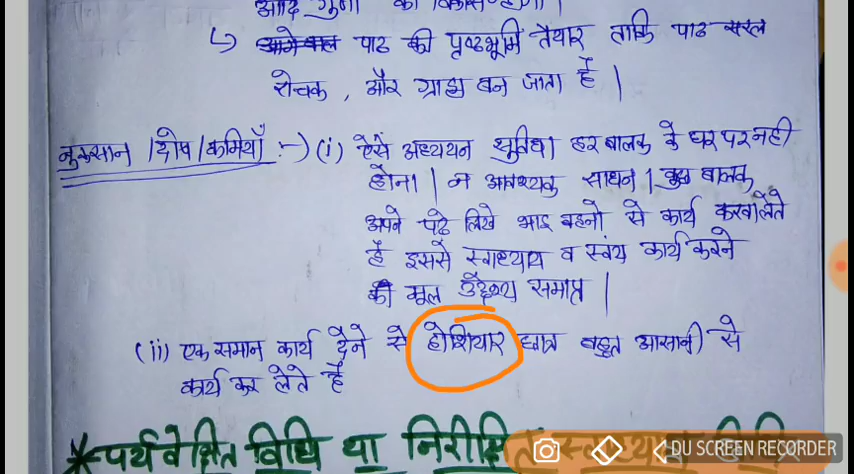 आदि गुणों का विकास होगा।
↳ पाठ की पृष्ठभूमि तैयार ताकि पाठ सरल
रोचक, और ग्राह्य बन जाता है।
नुकसान /दोष /कमियाँ :-> (i) ऐसे अध्ययन सुविधा हर बालक के घर पर नही
होना। न आवश्यक साधन। कुछ बालक
अपने पढे लिखे भाइ बहनो से कार्य करवा लेते
है इससे स्वाध्याय व स्वंय कार्य करने
की मूल उद्देश्य समाप्त।
(ii) एक समान कार्य देने से होशियार छात्र बहुत आसानी से
कार्य कर लेते है
*पर्यवेक्षित विधि या निरीक्षित
DU SCREEN RECORDER